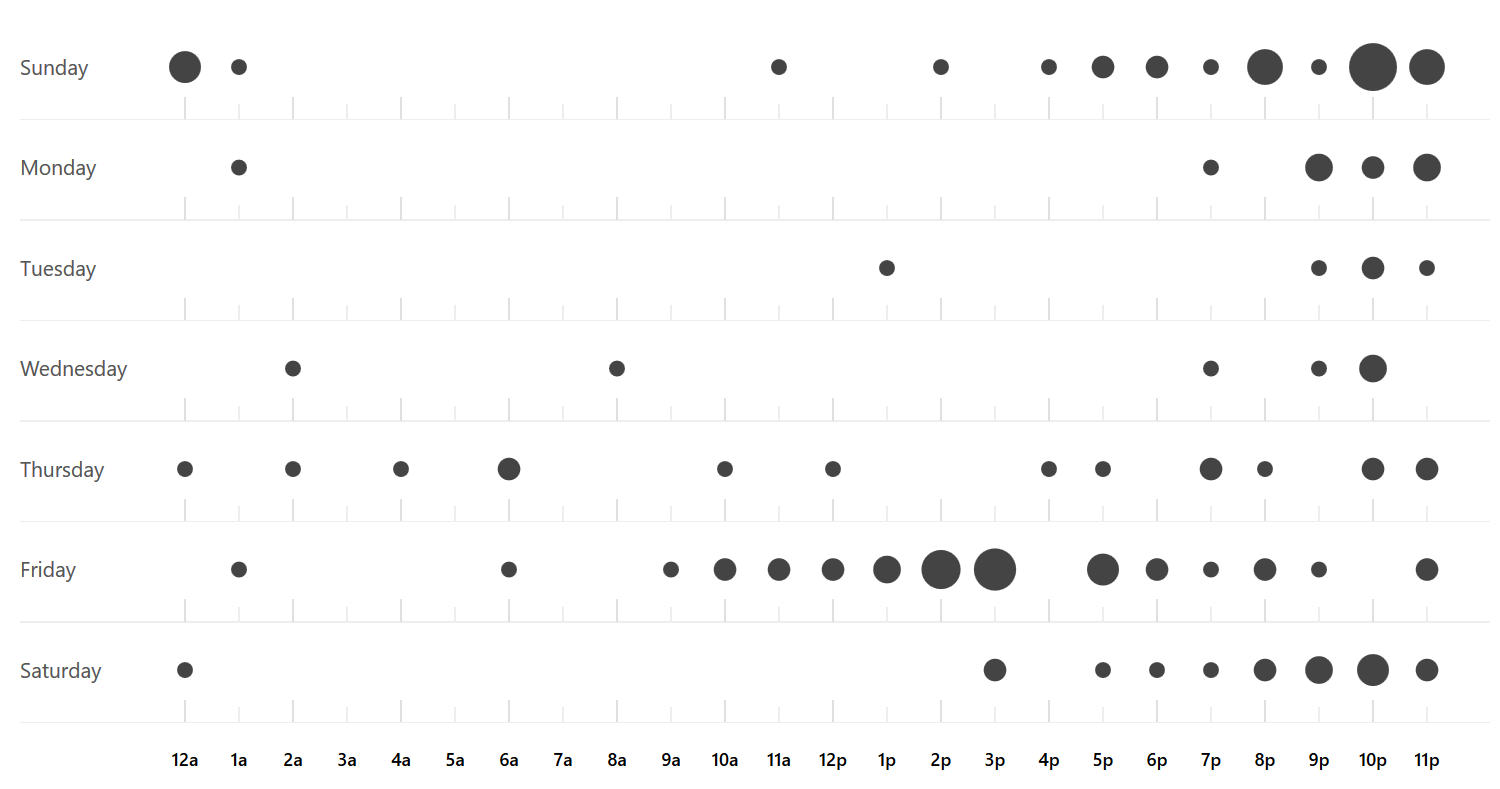 Sunday
Monday
Tuesday
Wednesday
Thursday
Friday
Saturday
12a 1a 2a 3a 4a 5a 6a 7a 8a 9a 10a 11a 12p 1p 2p 3p 4p 5p 6p 7p 8p 9p 10p 11p